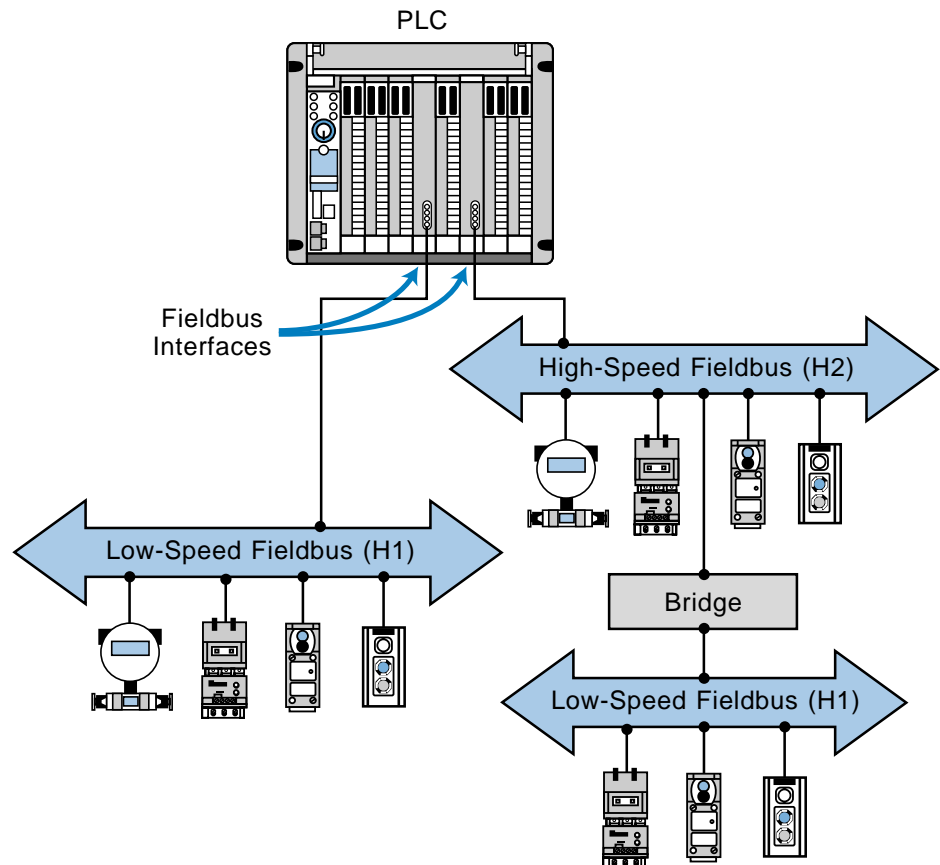 PLC
Fieldbus
Interfaces
High-Speed Fieldbus (H2)
Low-Speed Fieldbus (H1)
Bridge
Low-Speed Fieldbus (H1)